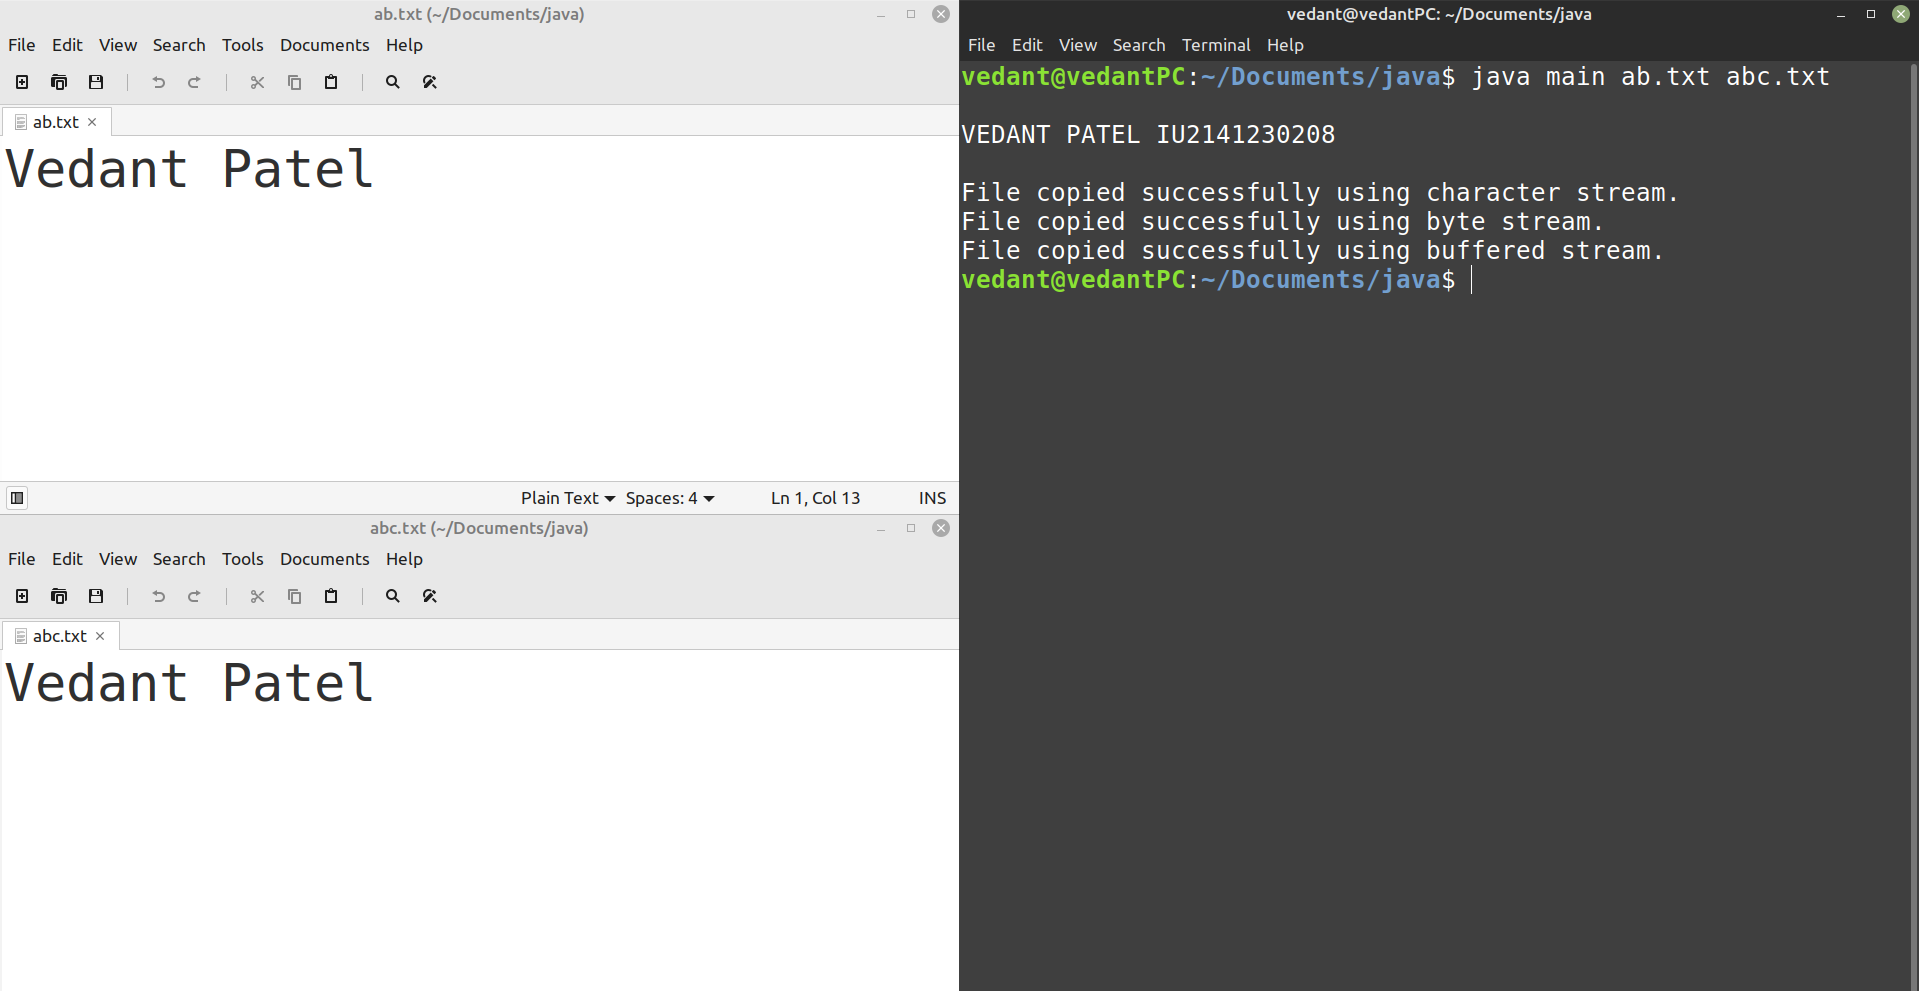 ab.txt (~/Documents/java)
File Edit View Search Tools Documents Help
ab.txt
Vedant Patel
Plain Text Spaces: 4 Ln 1, Col 13 INS
abc.txt (~/Documents/java)
File Edit View Search Tools Documents Help
abc.txt
Vedant Patel
vedant@vedantPC: ~/Documents/java
File Edit View Search Terminal Help
vedant@vedantPC:~/Documents/java$ java main ab.txt abc.txt
VEDANT PATEL IU2141230208
File copied successfully using character stream.
File copied successfully using byte stream.
File copied successfully using buffered stream.
vedant@vedantPC:~/Documents/java$